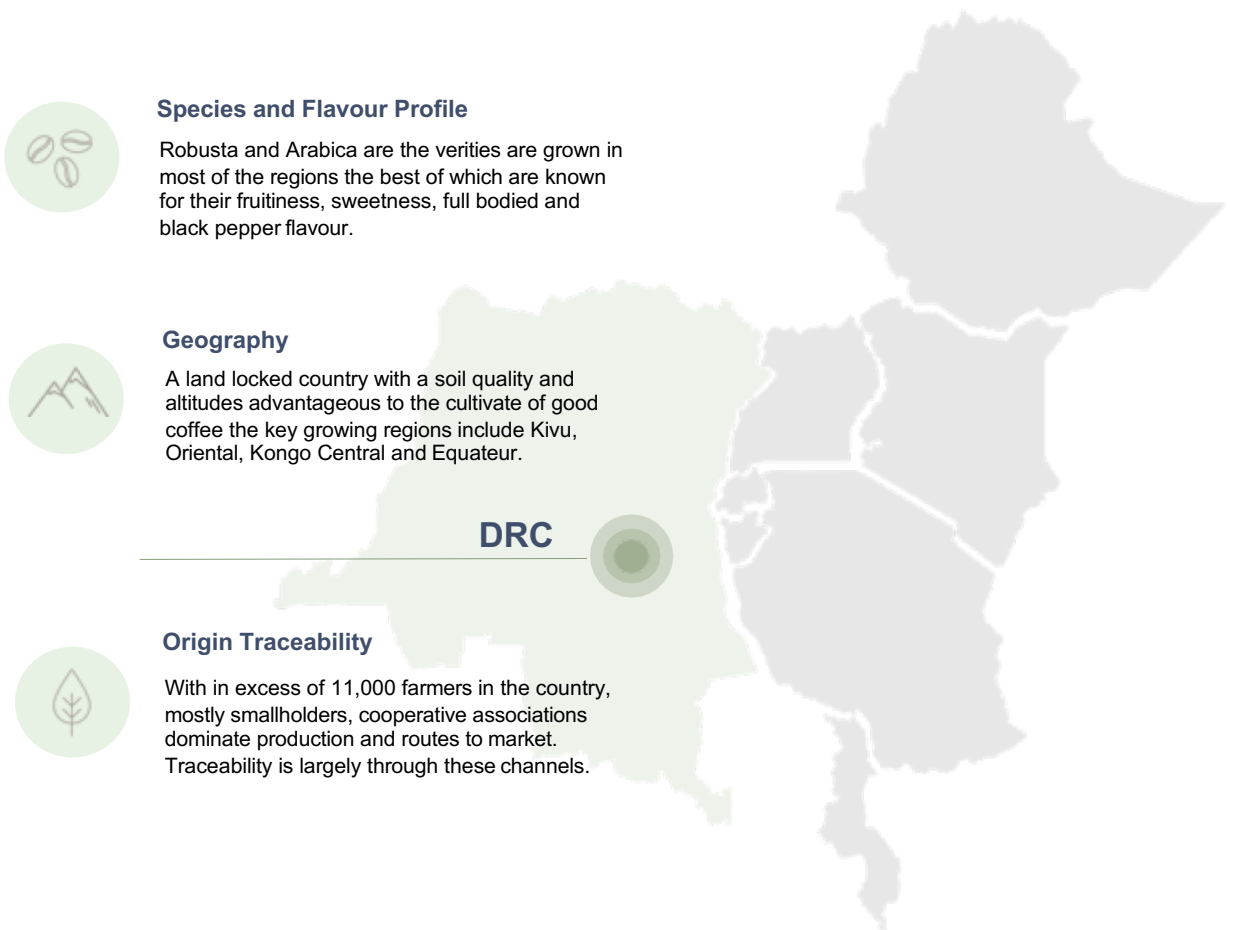 Species and Flavour Profile
Robusta and Arabica are the verities are grown in
most of the regions the best of which are known
for their fruitiness, sweetness, full bodied and
black pepper flavour.
Geography
A land locked country with a soil quality and
altitudes advantageous to the cultivate of good
coffee the key growing regions include Kivu,
Oriental, Kongo Central and Equateur.
DRC
Origin Traceability
With in excess of 11,000 farmers in the country,
mostly smallholders, cooperative associations
dominate production and routes to market.
Traceability is largely through these channels.